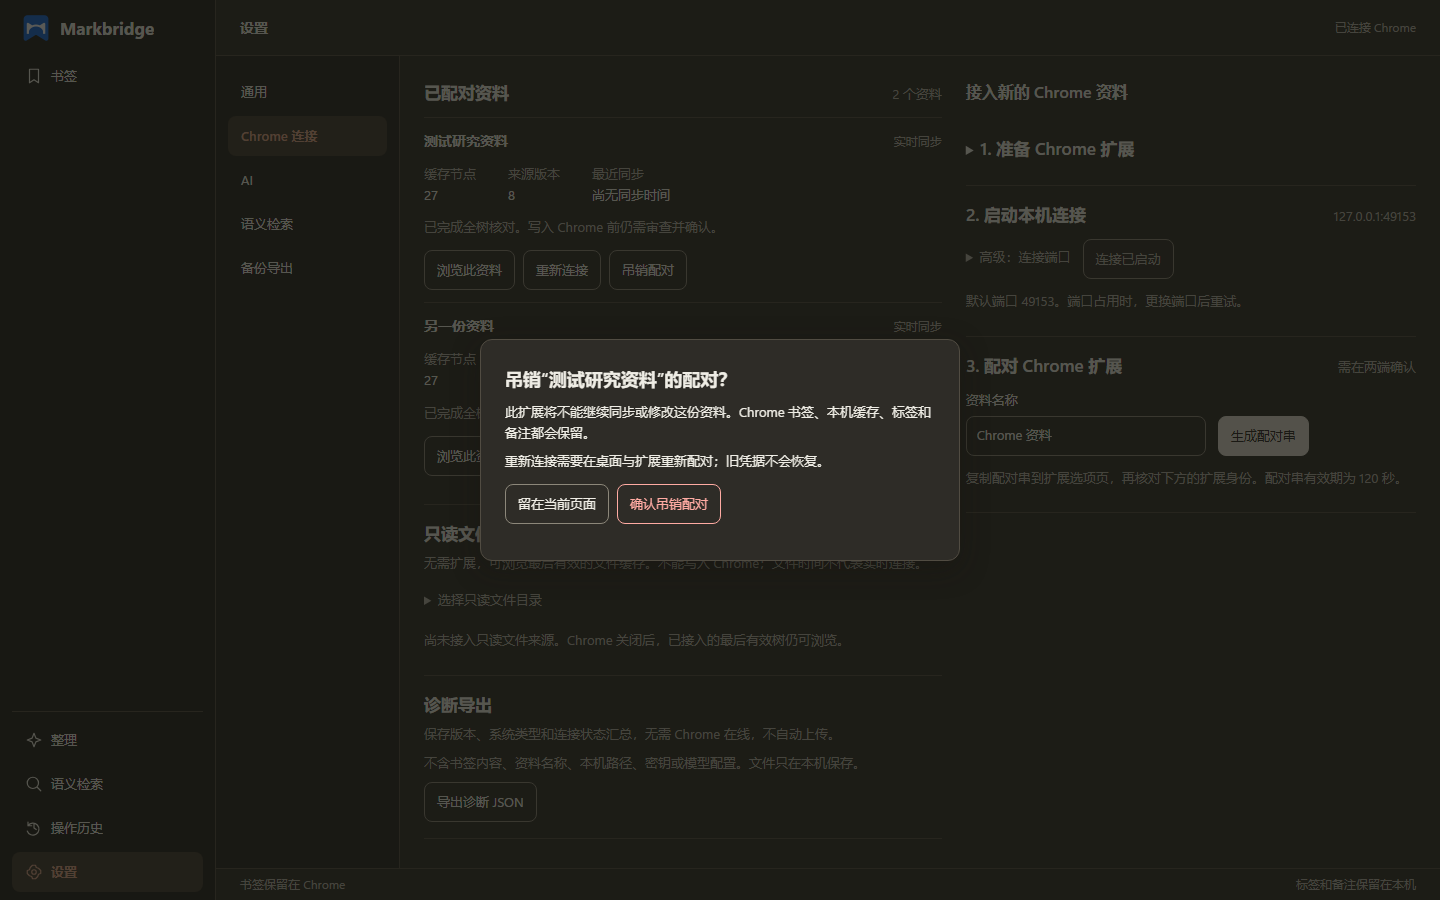 Markbridge
书签
整理
语义检索
操作历史
设置
设置
已连接 Chrome
通用
Chrome 连接
AI
语义检索
备份导出
已配对资料
2 个资料
测试研究资料
实时同步
缓存节点
来源版本
最近同步
27
8
尚无同步时间
已完成全树核对。写入 Chrome 前仍需审查并确认。
浏览此资料
重新连接
吊销配对
另一份资料
实时同步
缓存节点
27
已完成全
浏览此
吊销“测试研究资料”的配对?
此扩展将不能继续同步或修改这份资料。Chrome 书签、本机缓存、标签和
备注都会保留。
重新连接需要在桌面与扩展重新配对；旧凭据不会恢复。
留在当前页面
确认吊销配对
只读文
无需扩展，可浏览最后有效的文件缓存。不能写入 Chrome；文件时间不代表实时连接。
▶ 选择只读文件目录
尚未接入只读文件来源。Chrome 关闭后，已接入的最后有效树仍可浏览。
诊断导出
保存版本、系统类型和连接状态汇总，无需 Chrome 在线，不自动上传。
不含书签内容、资料名称、本机路径、密钥或模型配置。文件只在本机保存。
导出诊断 JSON
接入新的 Chrome 资料
▶ 1. 准备 Chrome 扩展
2. 启动本机连接
127.0.0.1:49153
▶ 高级：连接端口
连接已启动
默认端口 49153。端口占用时，更换端口后重试。
3. 配对 Chrome 扩展
需在两端确认
资料名称
Chrome 资料
生成配对串
复制配对串到扩展选项页，再核对下方的扩展身份。配对串有效期为 120 秒。
书签保留在 Chrome
标签和备注保留在本机